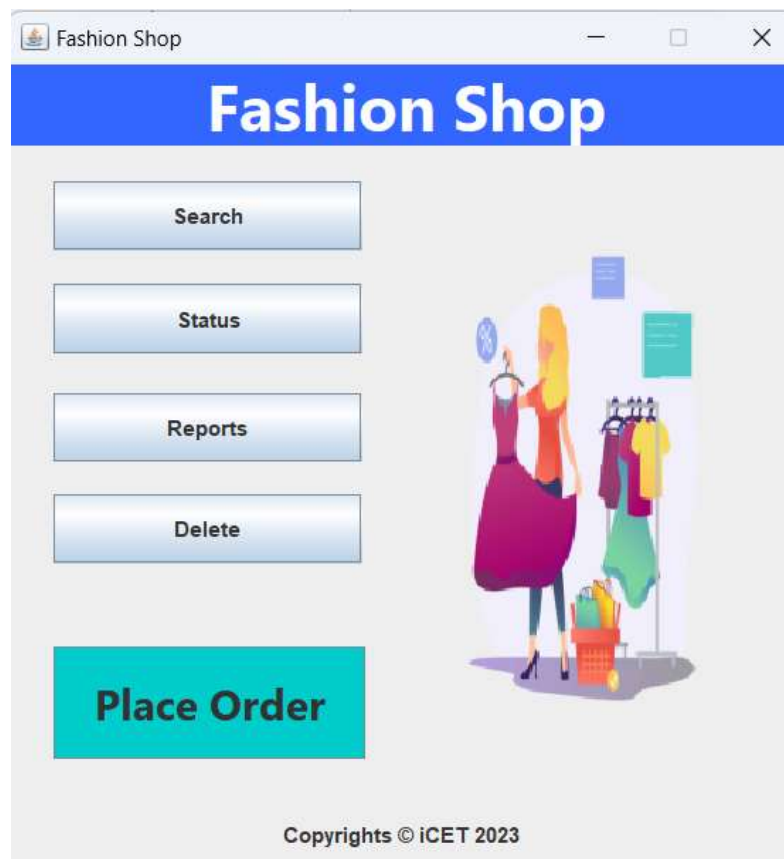 Fashion Shop
Fashion Shop
Search
Status
Reports
Delete
Place Order
Copyrights © iCET 2023
%